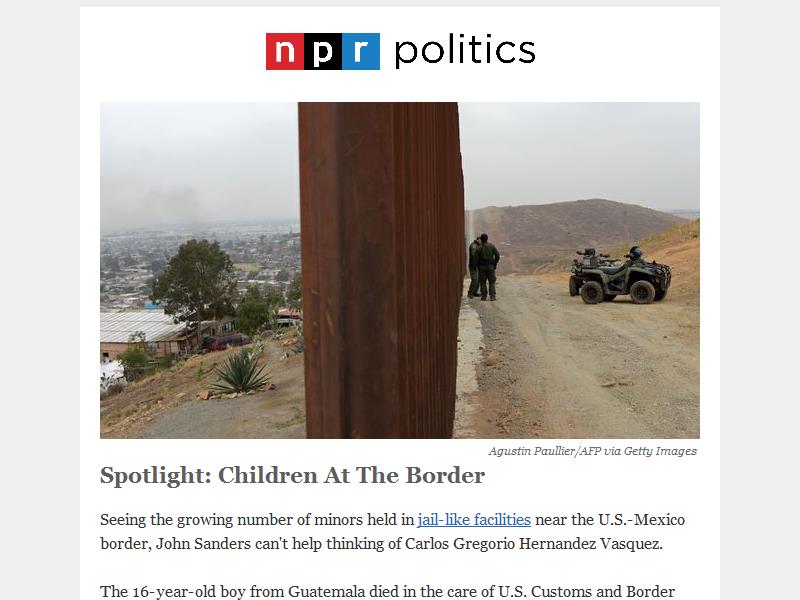 npr politics
Agustin Paullier/AFP via Getty Images
Spotlight: Children At The Border
Seeing the growing number of minors held in jail-like facilities near the U.S.-Mexico
border, John Sanders can't help thinking of Carlos Gregorio Hernandez Vasquez.
The 16-year-old boy from Guatemala died in the care of U.S. Customs and Border